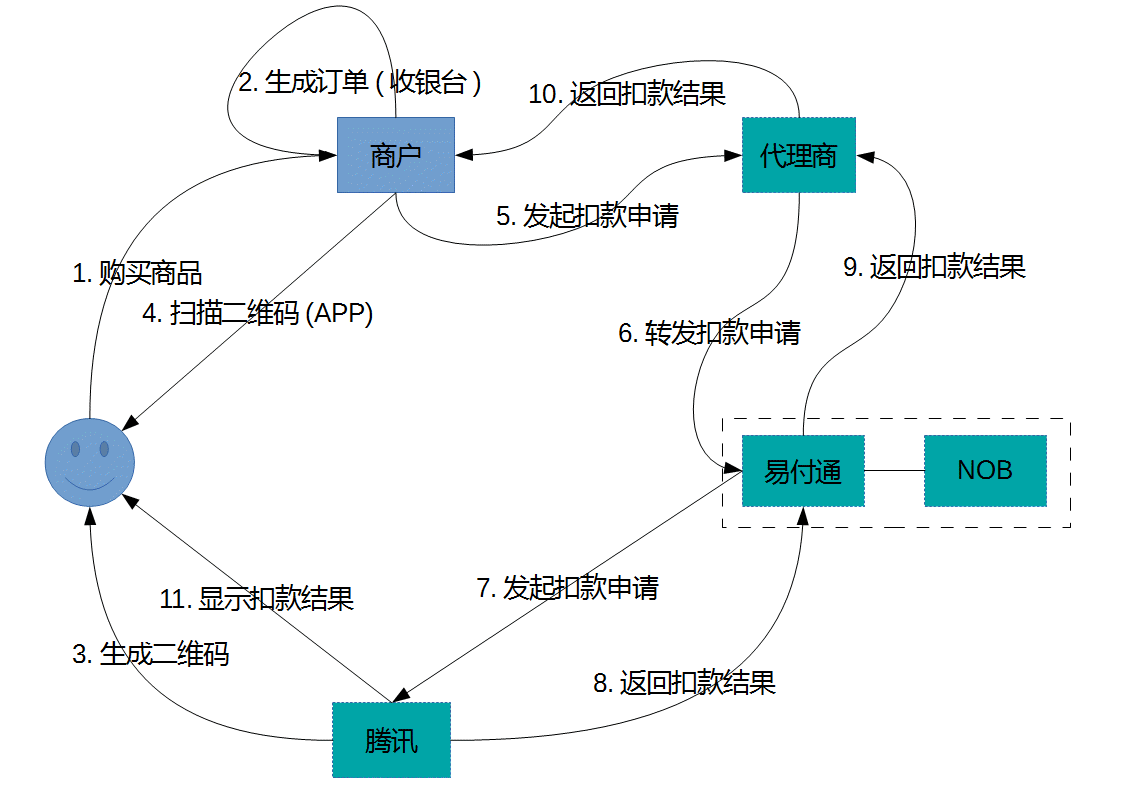 2. 生成订单 ( 收银台 )
10. 返回扣款结果
商户
代理商
5. 发起扣款申请
1. 购买商品
9. 返回扣款结果
4. 扫描二维码 (APP)
6. 转发扣款申请
易付通
NOB
7. 发起扣款申请
11. 显示扣款结果
3. 生成二维码
8. 返回扣款结果
腾讯